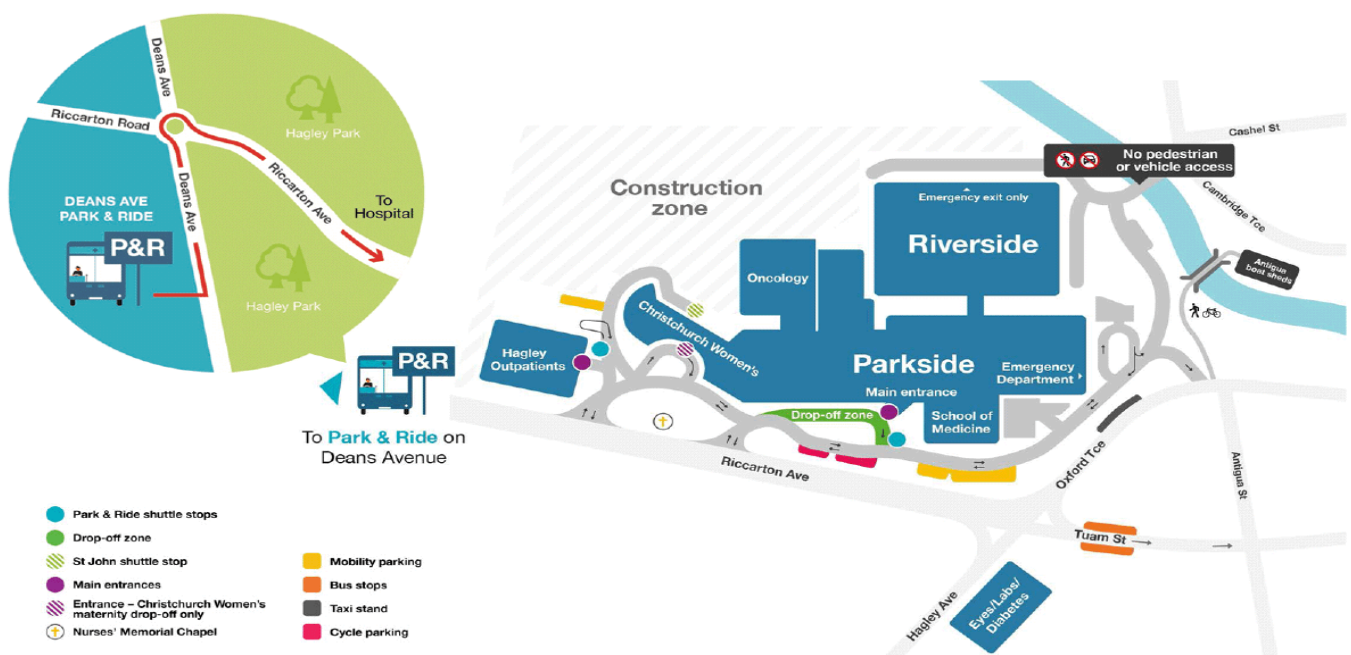 Deans Ave
Riccarton Road
Hagley Park
Riccarton Ave
To
Hospital
Deans Ave
DEANS AVE
PARK & RIDE
P&R
Hagley Park
P&R
To Park & Ride on
Deans Avenue
Construction
zone
No pedestrian
or vehicle access
Cashel St
Cambridge Tce
Antigua
boat sheds
Emergency exit only
Riverside
Oncology
Christchurch Women's
Hagley
Outpatients
Parkside
Main entrance
Emergency
Department
School of
Medicine
Drop-off zone
Riccarton Ave
Oxford Tce
Antigua St
Tuam St
Hagley Ave
Eyes/Labs/
Diabetes
Park & Ride shuttle stops
Drop-off zone
St John shuttle stop
Main entrances
Entrance – Christchurch Women's
maternity drop-off only
Nurses' Memorial Chapel
Mobility parking
Bus stops
Taxi stand
Cycle parking